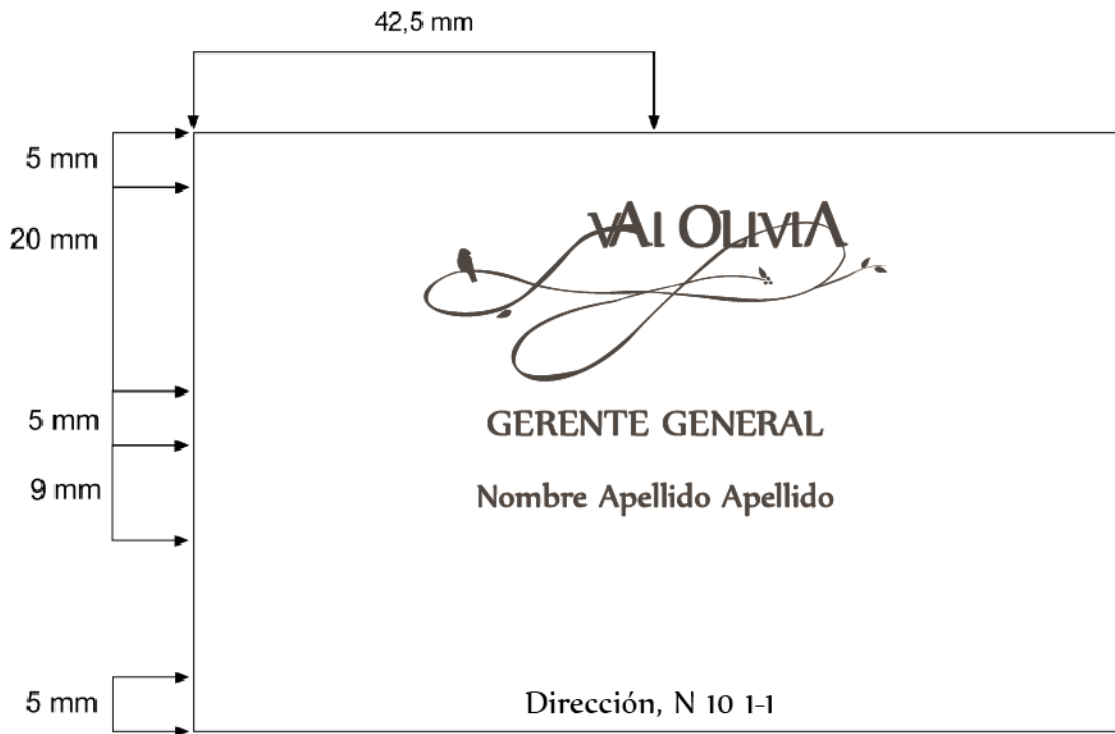 42,5 mm
5 mm
20 mm
VAI OLIVIA
5 mm
GERENTE GENERAL
9 mm
Nombre Apellido Apellido
5 mm
Dirección, N 10 1-1